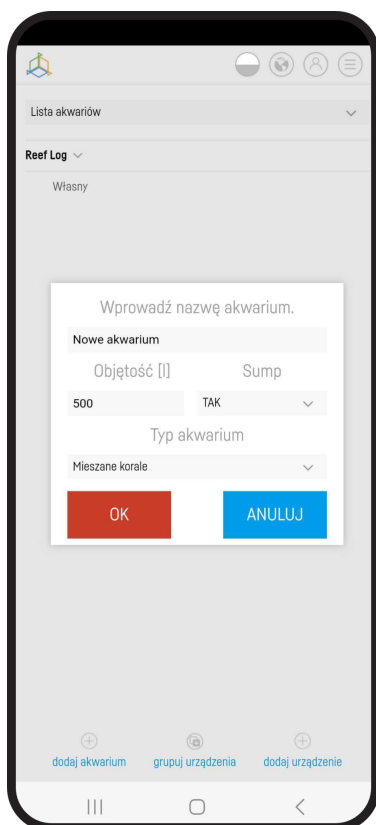 Lista akwariów
Reef Log
Własny
Wprowadź nazwę akwarium.
Nowe akwarium
Objętość [l] Sump
500 TAK
Typ akwarium
Mieszane korale
OK ANULUJ
dodaj akwarium grupuj urządzenia dodaj urządzenie